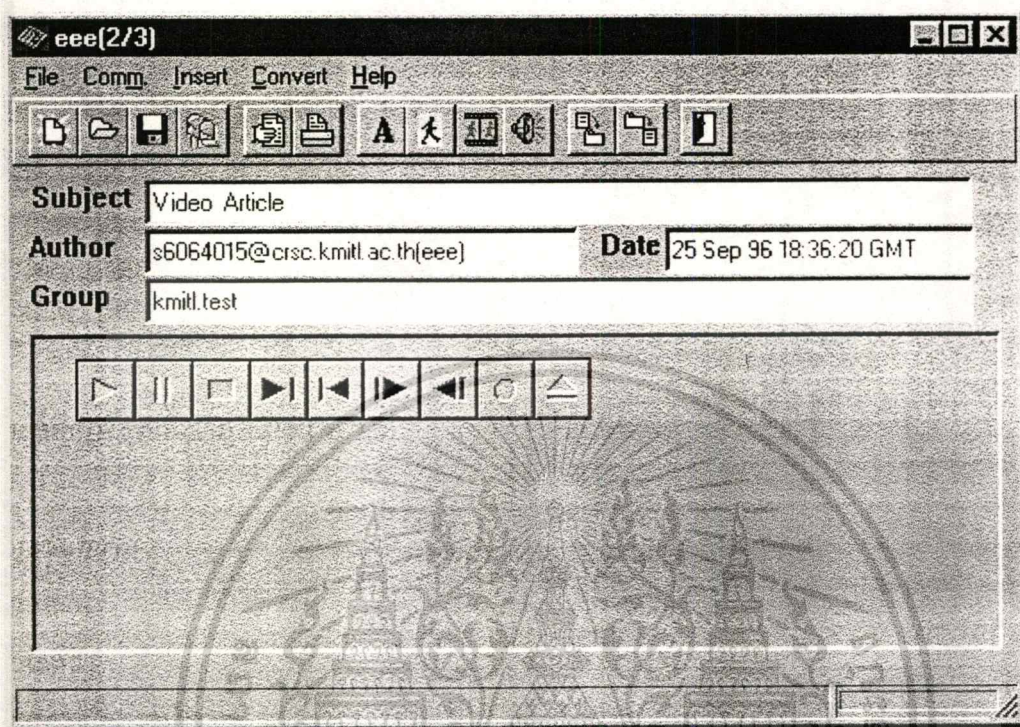 eee(2/3)
File Comm. Insert Convert Help
A
Subject Video Article
Author s6064015@crsc.kmitl.ac.th(eee) Date 25 Sep 96 18:36:20 GMT
Group kmitl.test